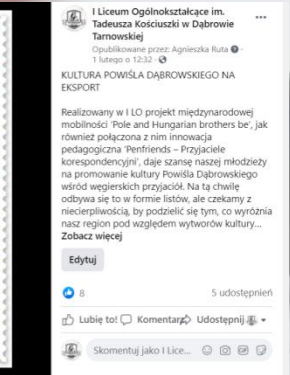 I Liceum Ogólnokształcące im.
Tadeusza Kościuszki w Dąbrowie
Tarnowskiej
Opublikowane przez: Agnieszka Ruta
1 lutego o 12:32 ·
KULTURA POWIŚLA DĄBROWSKIEGO NA
EKSPORT
Realizowany w I LO projekt międzynarodowej
mobilności 'Pole and Hungarian brothers be', jak
również połączona z nim innowacja
pedagogiczna 'Penfriends – Przyjaciele
korespondencyjni', daje szansę naszej młodzieży
na promowanie kultury Powiśla Dąbrowskiego
wśród węgierskich przyjaciół. Na tą chwilę
odbywa się to w formie listów, ale czekamy z
niecierpliwością, by podzielić się tym, co wyróżnia
nasz region pod względem wytworów kultury...
Zobacz więcej
Edytuj
8 5 udostępnień
Lubię to! Komentarz Udostępnij
Skomentuj jako I Lice...